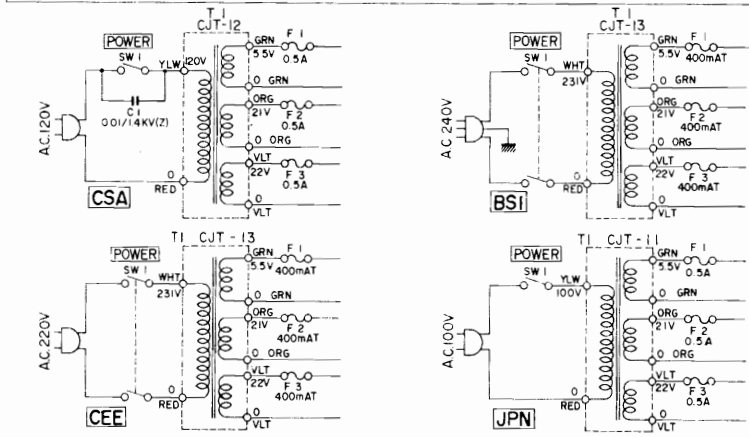 T 1
CJT-12
POWER
SW 1
YLW 120V
C 1
0.01/1.4KV(Z)
A.C.120V
0
RED
CSA
GRN F 1
5.5V 0.5A
0 GRN
ORG
21V F 2
0.5A
0 ORG
VLT
22V F 3
0.5A
0
VLT
T 1
CJT-13
POWER
SW 1
WHT
231V
A.C 240V
0
RED
BSI
GRN F 1
5.5V 400mAT
0 GRN
ORG
21V F 2
400mAT
0 ORG
VLT
22V F 3
400mAT
0
VLT
T1 CJT-13
POWER
SW 1
WHT
231V
A.C.220V
0
RED
CEE
GRN F 1
5.5V 400mAT
0 GRN
ORG
21V F 2
400mAT
0 ORG
VLT
22V F 3
400mAT
0
VLT
T1 CJT-11
POWER
SW 1
YLW
100V
A.C.100V
0
RED
JPN
GRN F 1
5.5V 0.5A
0 GRN
ORG
21V F 2
0.5A
0 ORG
VLT
22V F 3
0.5A
0
VLT